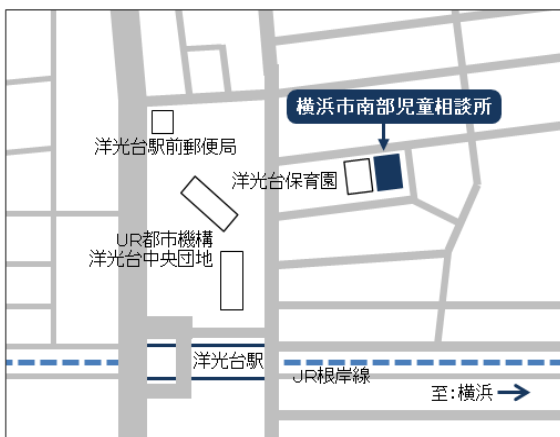 横浜市南部児童相談所
洋光台駅前郵便局
洋光台保育園
UR都市機構
洋光台中央団地
洋光台駅
JR根岸線
至:横浜